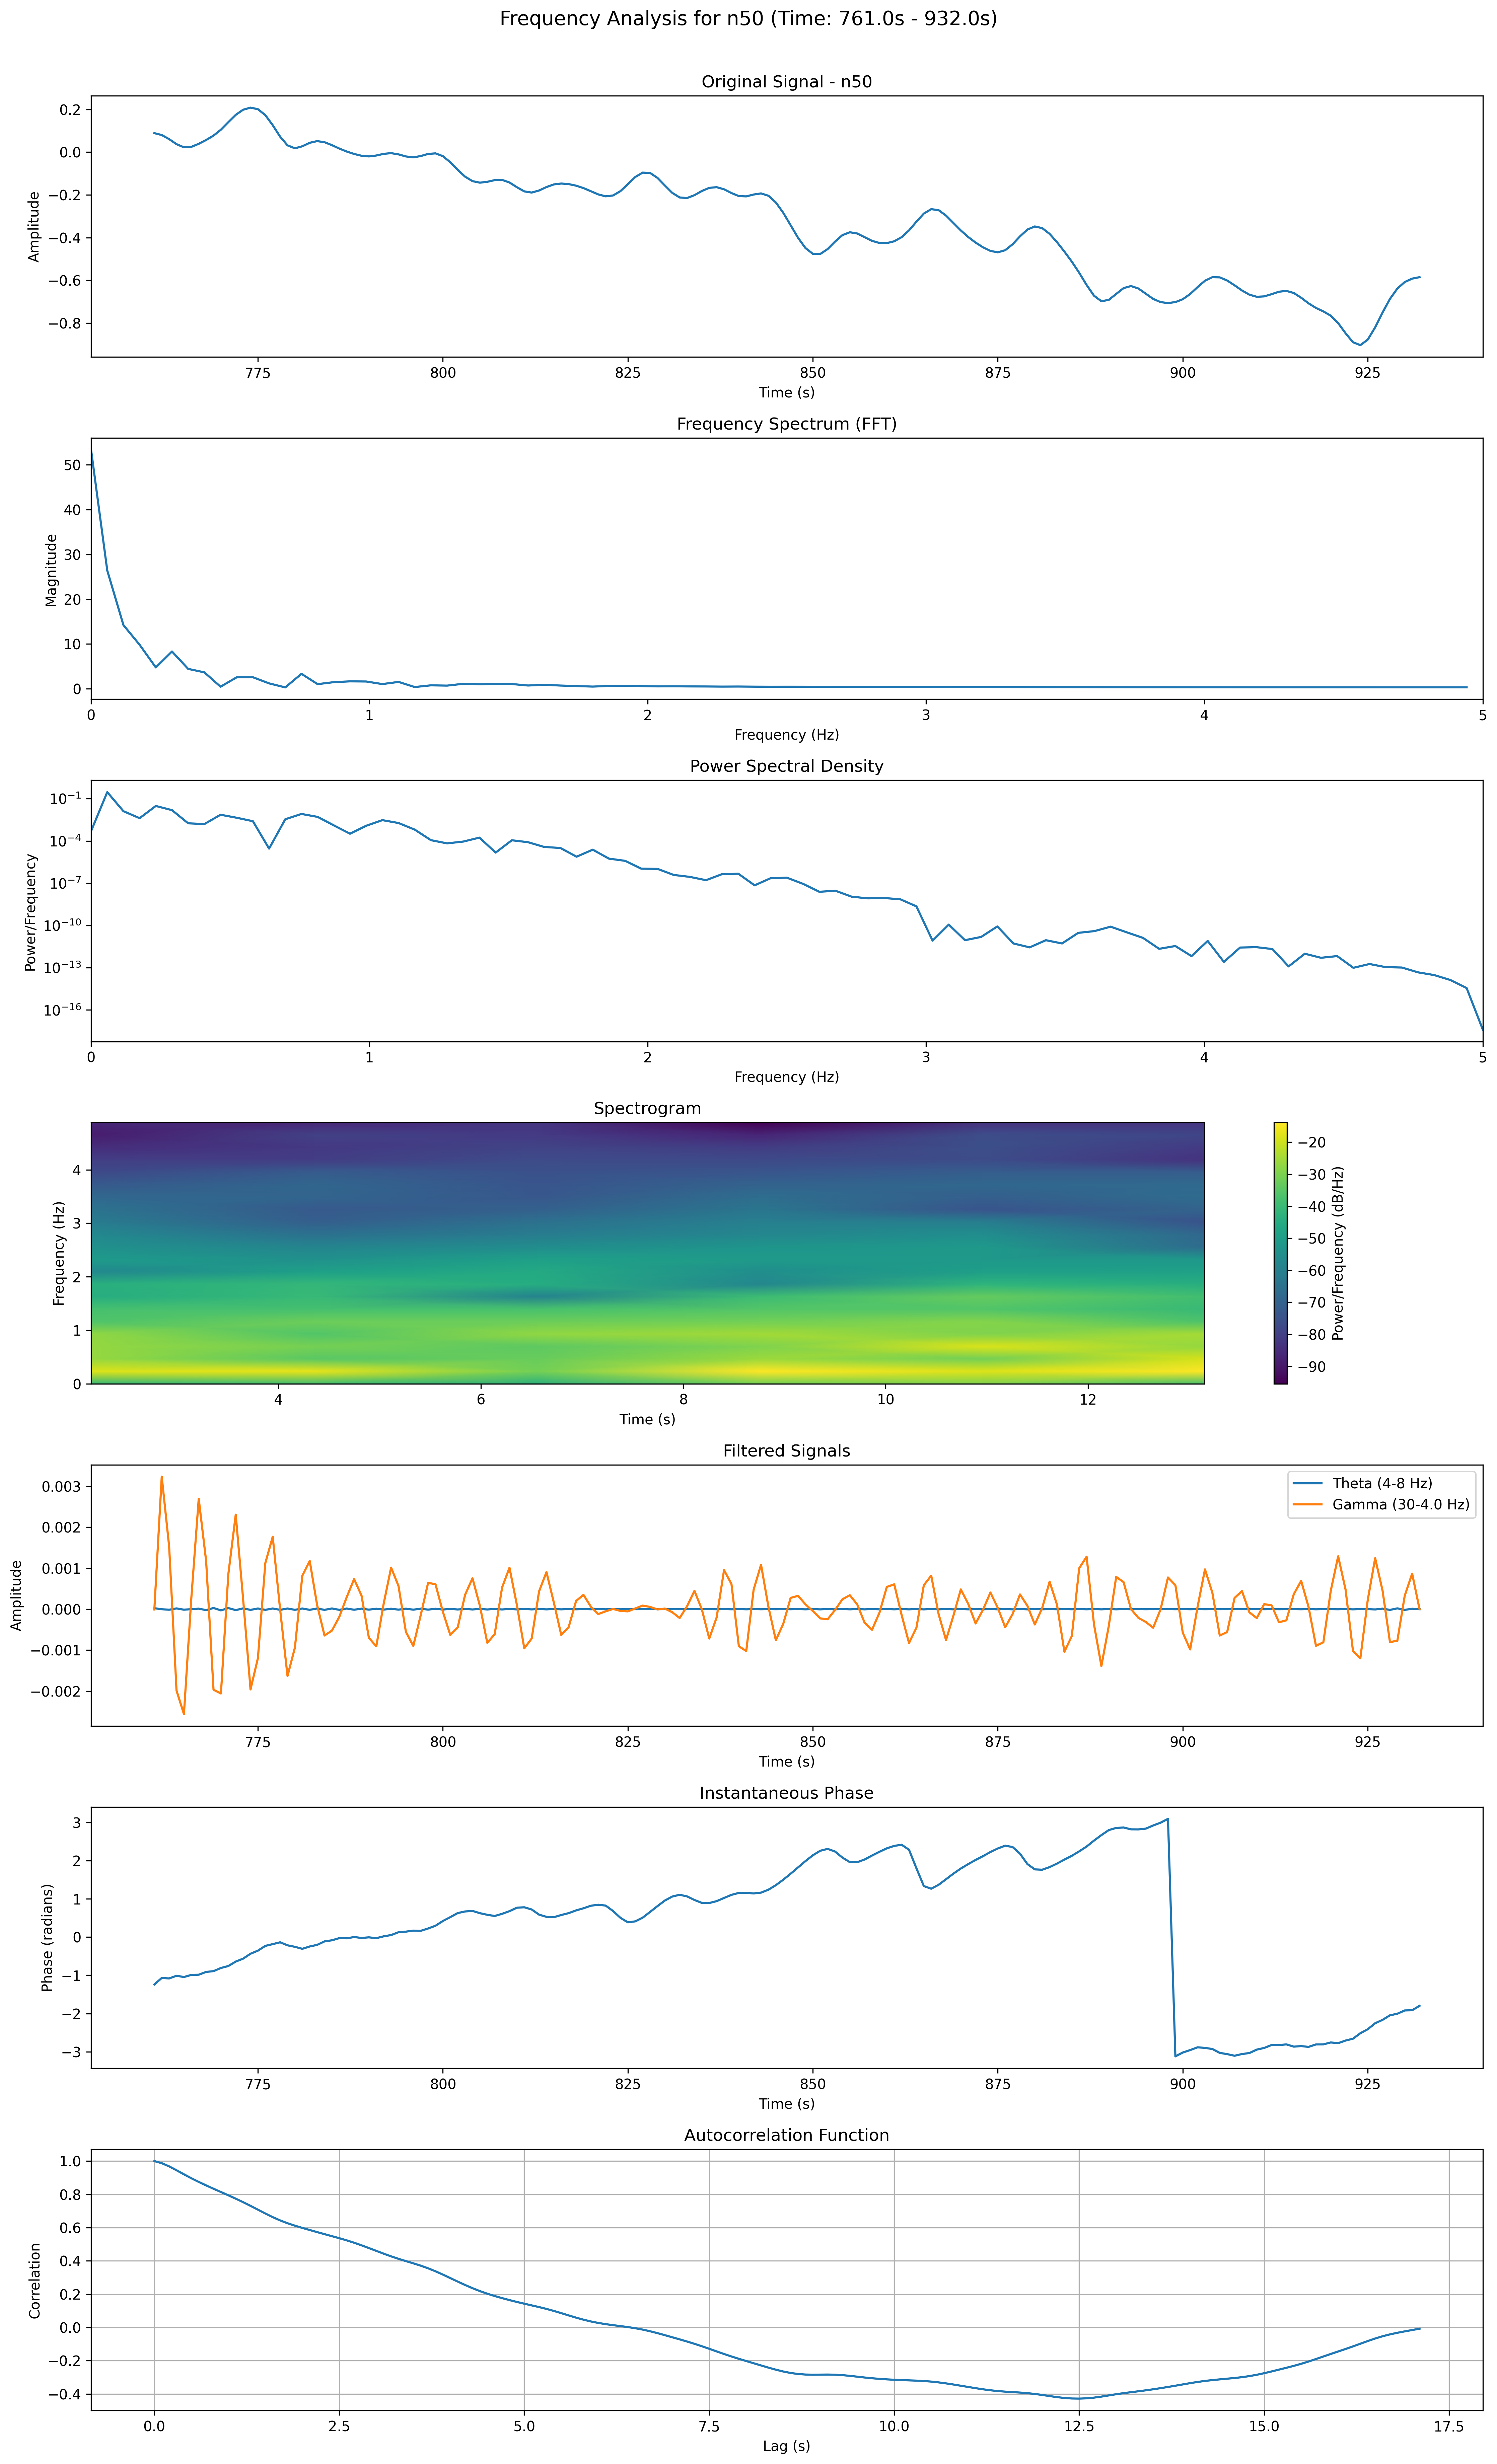 Frequency Analysis for n50 (Time: 761.0s - 932.0s)
Original Signal - n50
Amplitude
0.2
0.0
−0.2
−0.4
−0.6
−0.8
775 800 825 850 875 900 925
Time (s)
Frequency Spectrum (FFT)
Magnitude
50
40
30
20
10
0
0 1 2 3 4 5
Frequency (Hz)
Power Spectral Density
Power/Frequency
10⁻¹
10⁻⁴
10⁻⁷
10⁻¹⁰
10⁻¹³
10⁻¹⁶
0 1 2 3 4 5
Frequency (Hz)
Spectrogram
Frequency (Hz)
4
3
2
1
0
4 6 8 10 12
Time (s)
−20
−30
−40
−50
−60
−70
−80
−90
Power/Frequency (dB/Hz)
Filtered Signals
Theta (4-8 Hz)
Gamma (30-4.0 Hz)
Amplitude
0.003
0.002
0.001
0.000
−0.001
−0.002
775 800 825 850 875 900 925
Time (s)
Instantaneous Phase
Phase (radians)
3
2
1
0
−1
−2
−3
775 800 825 850 875 900 925
Time (s)
Autocorrelation Function
Correlation
1.0
0.8
0.6
0.4
0.2
0.0
−0.2
−0.4
0.0 2.5 5.0 7.5 10.0 12.5 15.0 17.5
Lag (s)